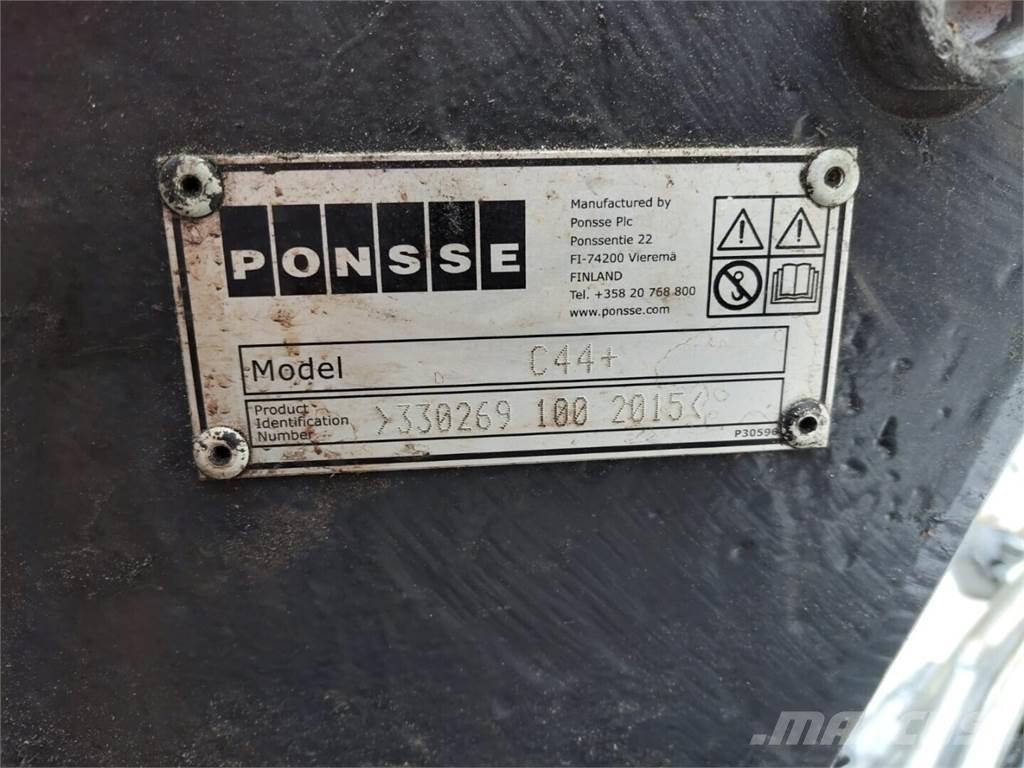 PONSSE
Manufactured by
Ponsse Plc
Ponssentie 22
FI-74200 Vieremä
FINLAND
Tel. +358 20 768 800
www.ponsse.com
Model C44+
Product
Identification
Number
>330269 100 2015<
MASCUS